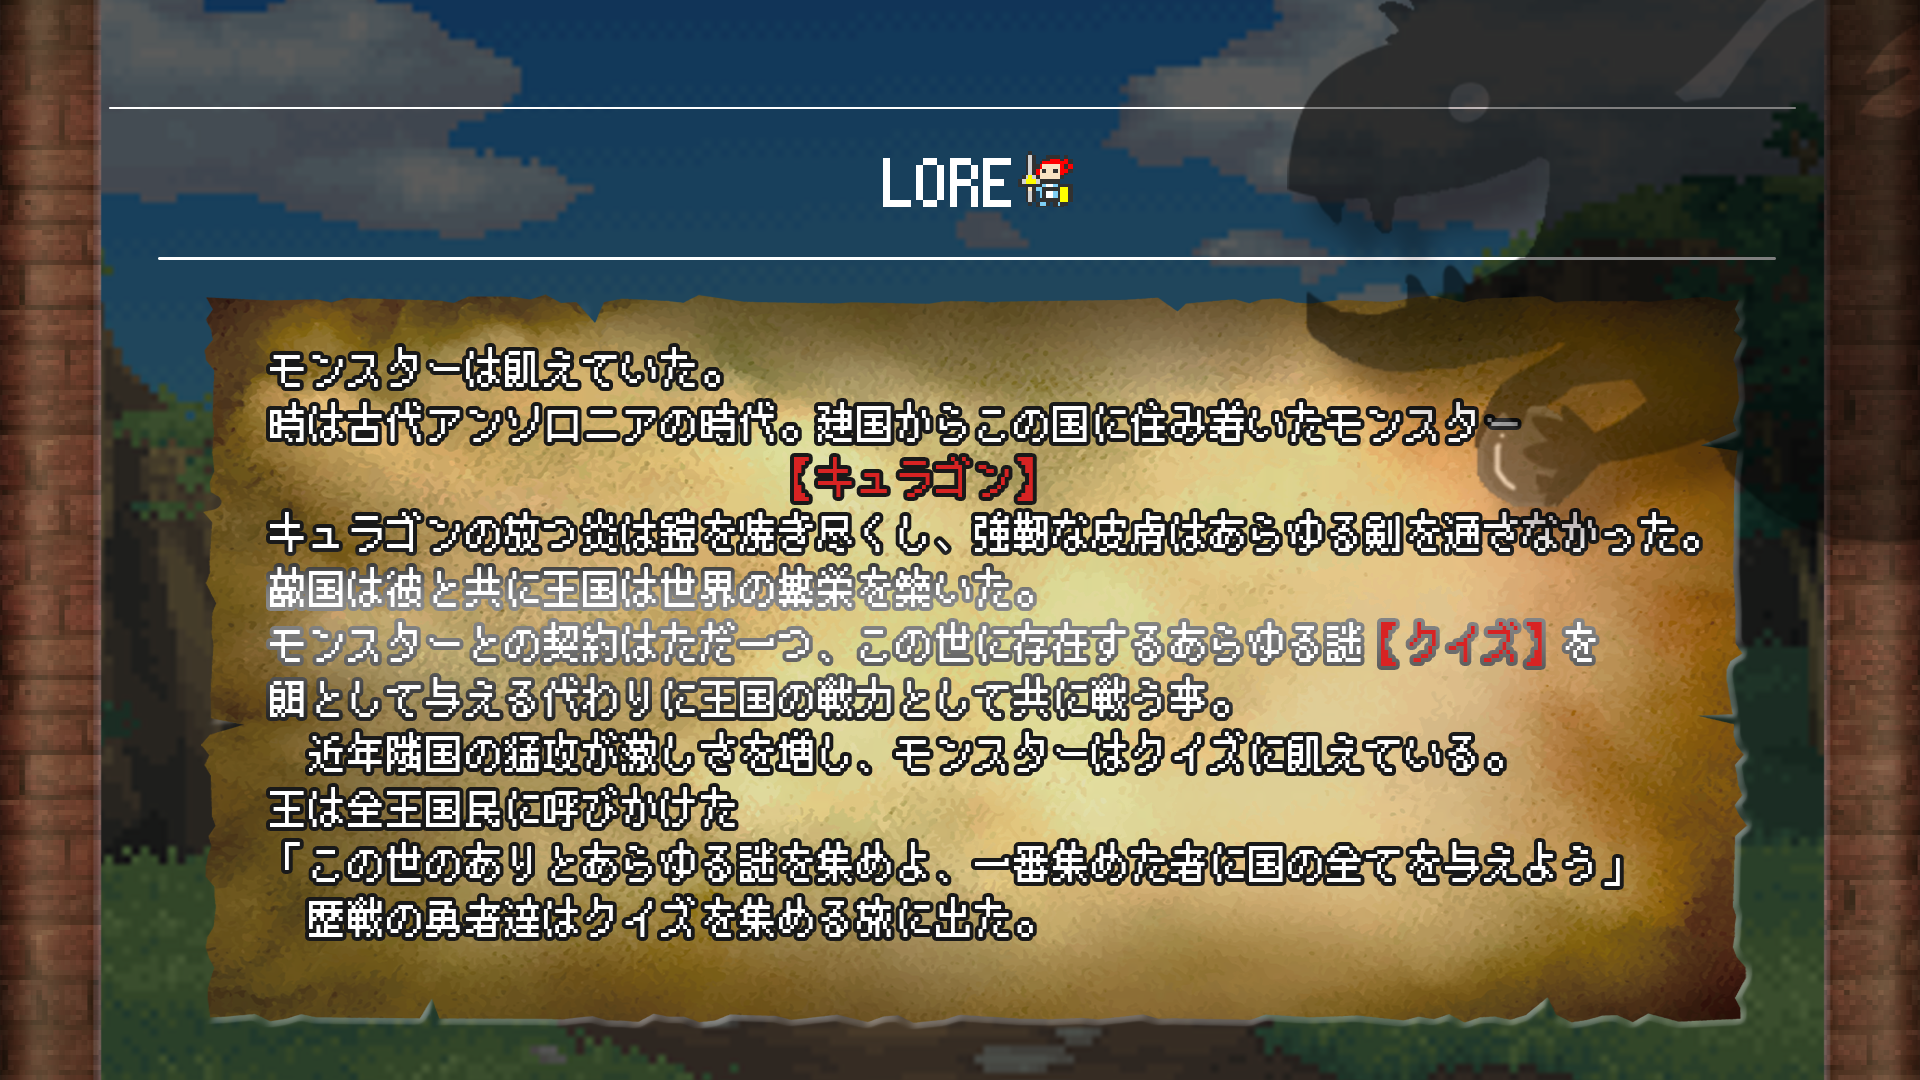 LORE
モンスターは飢えていた。
時は古代アンソロニアの時代。建国からこの国に住み着いたモンスター
【キュラゴン】
キュラゴンの放つ炎は鎧を焼き尽くし、強靭な皮膚はあらゆる剣を通さなかった。
故国は彼と共に王国は世界の繁栄を築いた。
モンスターとの契約はただ一つ、この世に存在するあらゆる謎【クイズ】を
餌として与える代わりに王国の戦力として共に戦う事。
近年隣国の猛攻が激しさを増し、モンスターはクイズに飢えている。
王は全王国民に呼びかけた
「この世のありとあらゆる謎を集めよ、一番集めた者に国の全てを与えよう」
歴戦の勇者達はクイズを集める旅に出た。